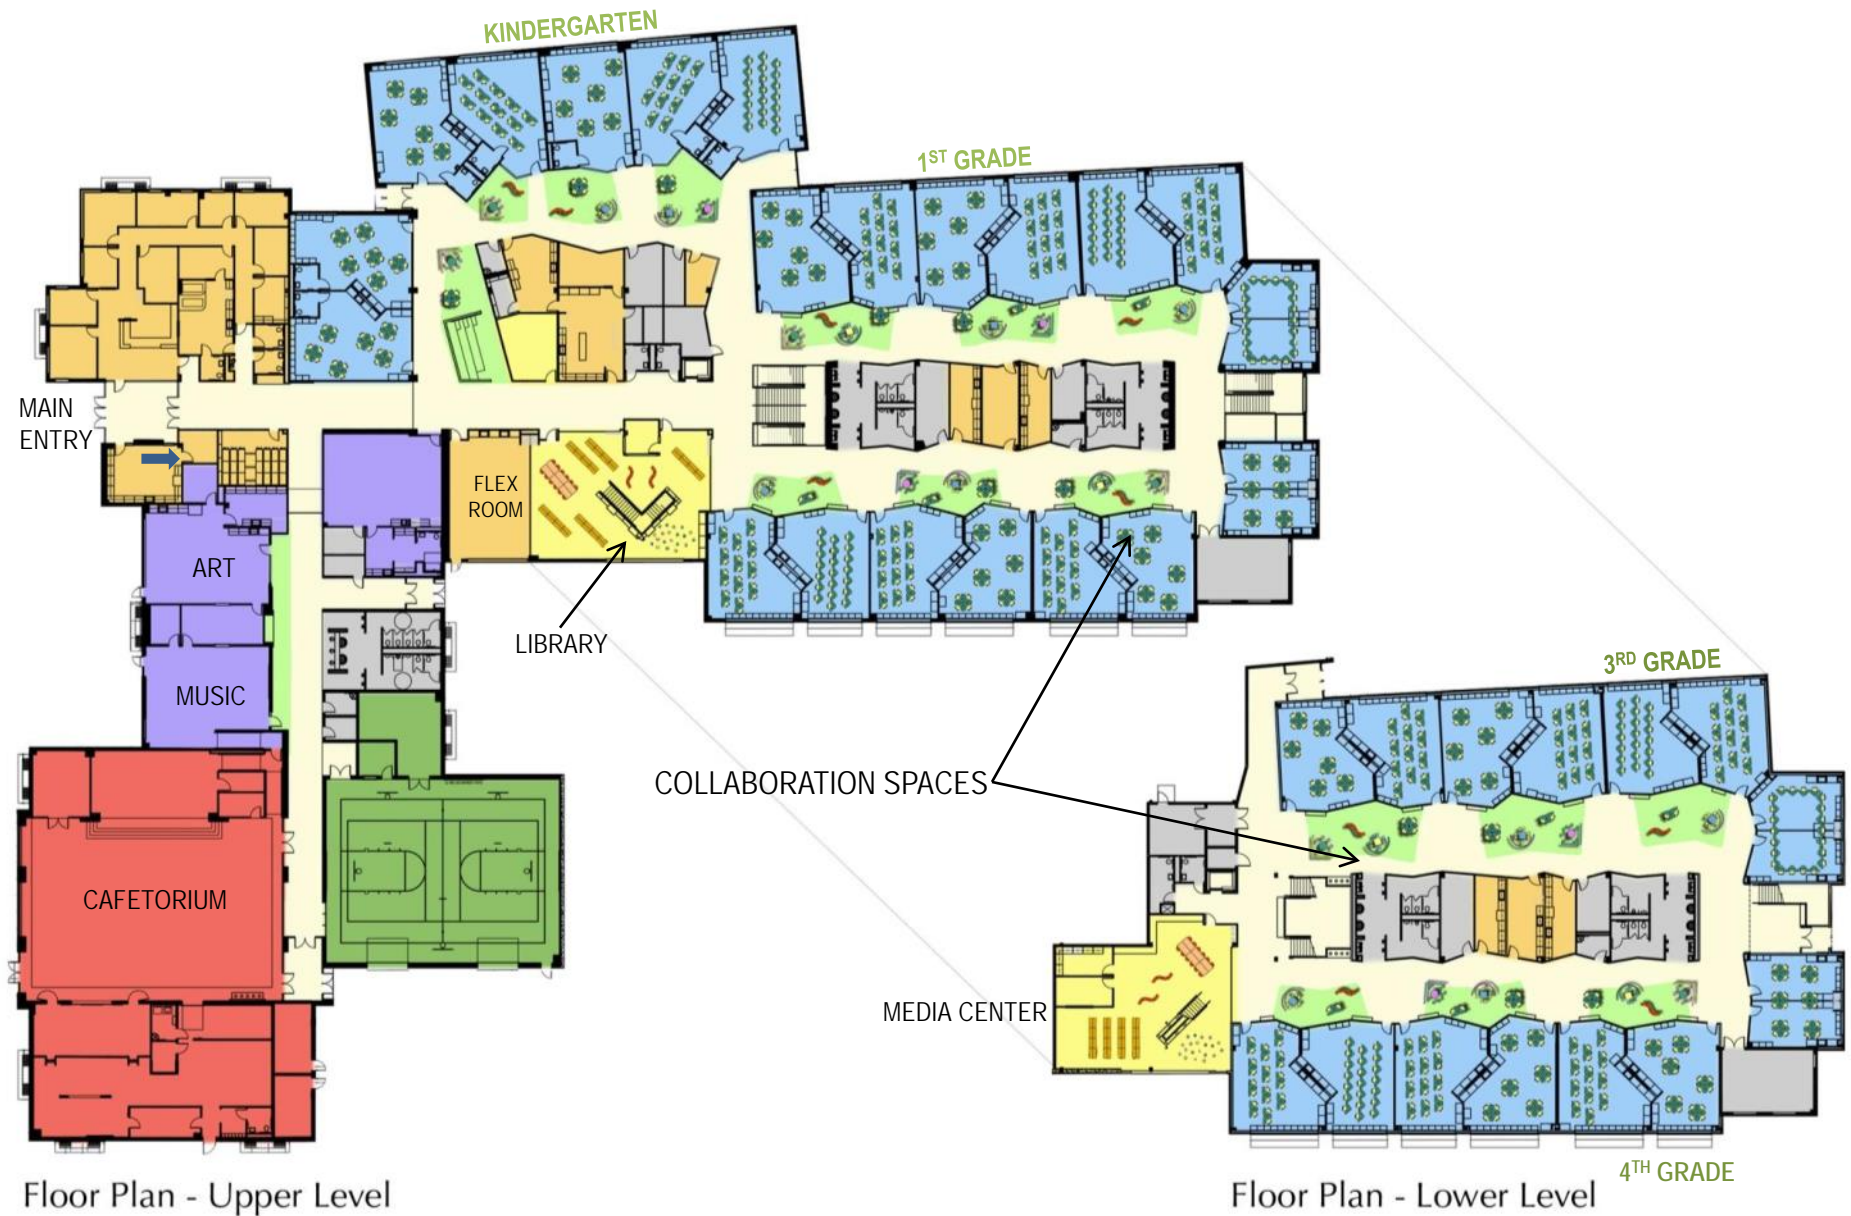 KINDERGARTEN
1ST GRADE
MAIN
ENTRY
FLEX
ROOM
ART
LIBRARY
MUSIC
3RD GRADE
COLLABORATION SPACES
CAFETORIUM
MEDIA CENTER
4TH GRADE
Floor Plan - Upper Level
Floor Plan - Lower Level